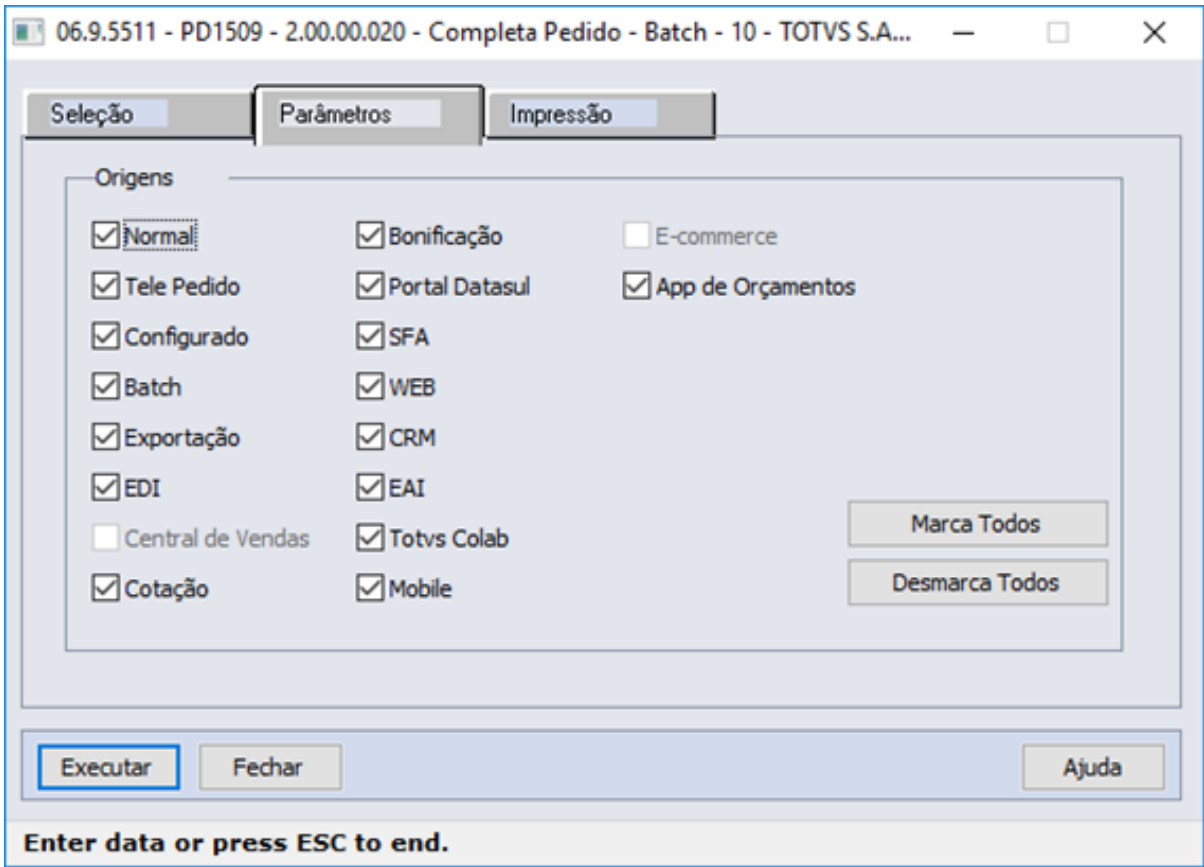 06.9.5511 - PD1509 - 2.00.00.020 - Completa Pedido - Batch - 10 - TOTVS S.A...
Seleção Parâmetros Impressão
Origens
Normal Bonificação E-commerce
Tele Pedido Portal Datasul App de Orçamentos
Configurado SFA
Batch WEB
Exportação CRM
EDI EAI
Marca Todos
Central de Vendas Totvs Colab
Desmarca Todos
Cotação Mobile
Executar Fechar Ajuda
Enter data or press ESC to end.